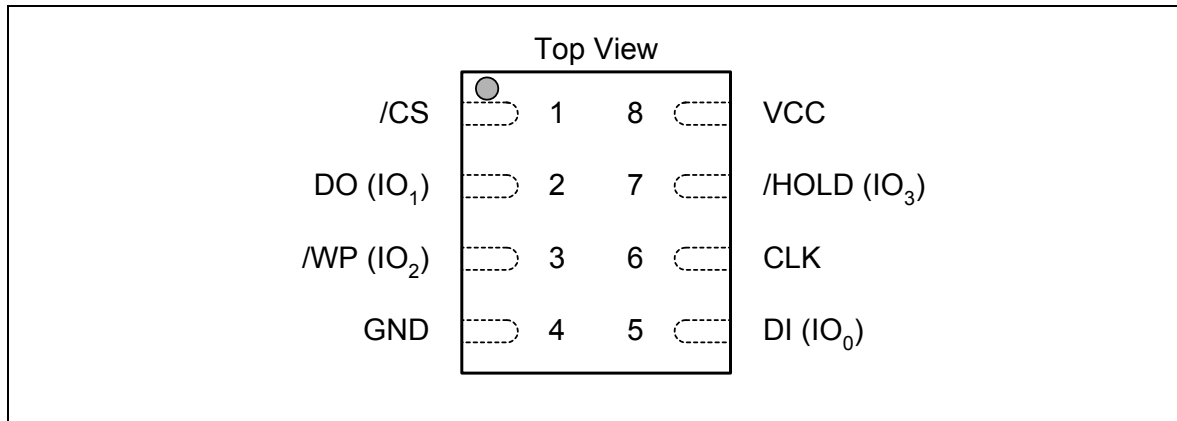 Top View
/CS 1 8 VCC
DO (IO₁) 2 7 /HOLD (IO₃)
/WP (IO₂) 3 6 CLK
GND 4 5 DI (IO₀)